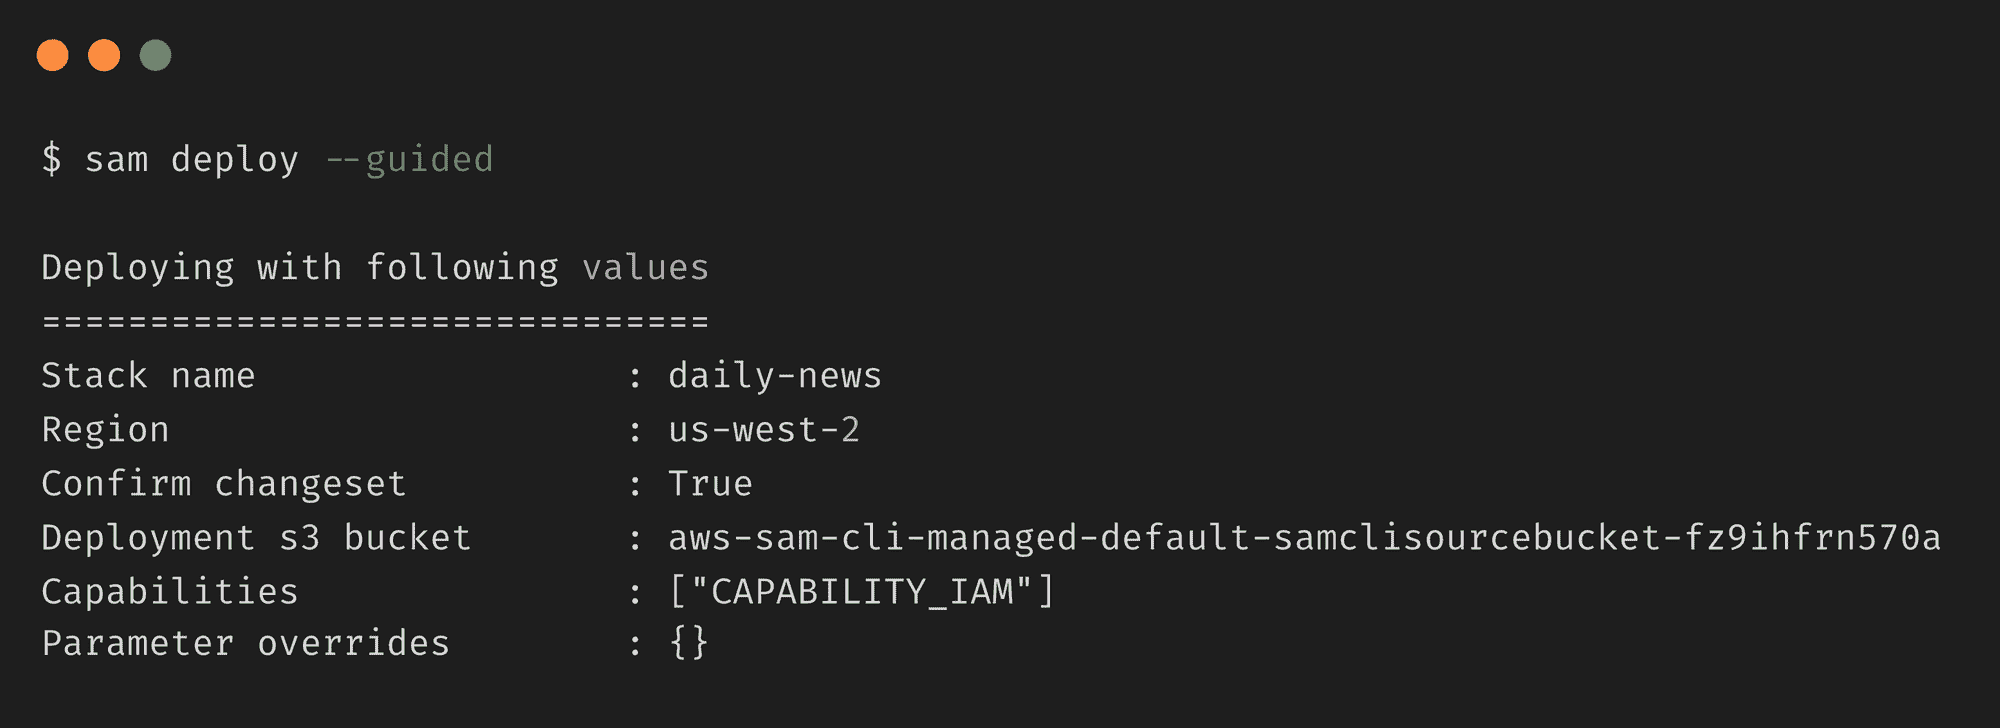 $ sam deploy --guided
Deploying with following values
===============================
Stack name : daily-news
Region : us-west-2
Confirm changeset : True
Deployment s3 bucket : aws-sam-cli-managed-default-samclisourcebucket-fz9ihfrn570a
Capabilities : ["CAPABILITY_IAM"]
Parameter overrides : {}